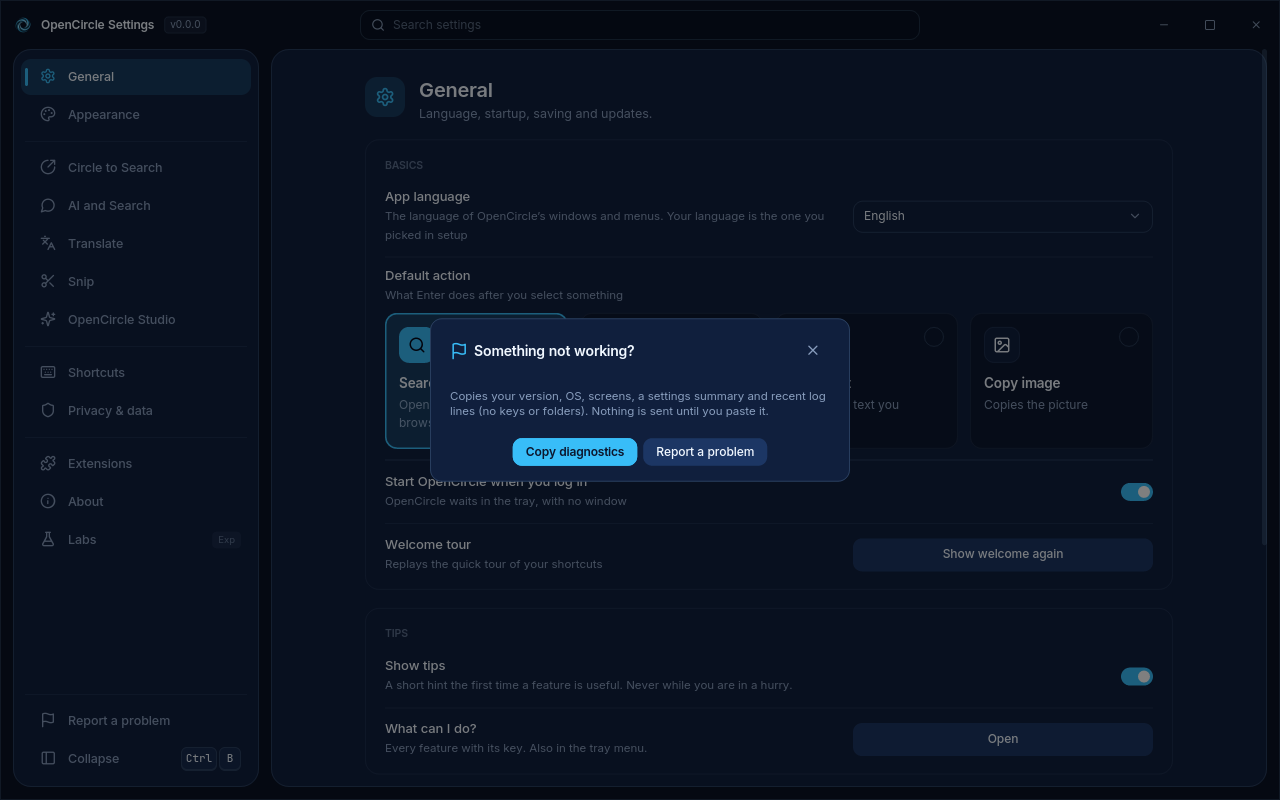 OpenCircle Settings v0.0.0
Search settings
General
Appearance
Circle to Search
AI and Search
Translate
Snip
OpenCircle Studio
Shortcuts
Privacy & data
Extensions
About
Labs Exp
Report a problem
Collapse Ctrl B
General
Language, startup, saving and updates.
BASICS
App language
The language of OpenCircle's windows and menus. Your language is the one you
picked in setup
English
Default action
What Enter does after you select something
Copy image
text you
Copies the picture
Something not working?
Copies your version, OS, screens, a settings summary and recent log
lines (no keys or folders). Nothing is sent until you paste it.
Copy diagnostics
Report a problem
Start OpenCircle when you log in
OpenCircle waits in the tray, with no window
Welcome tour
Replays the quick tour of your shortcuts
Show welcome again
TIPS
Show tips
A short hint the first time a feature is useful. Never while you are in a hurry.
What can I do?
Every feature with its key. Also in the tray menu.
Open